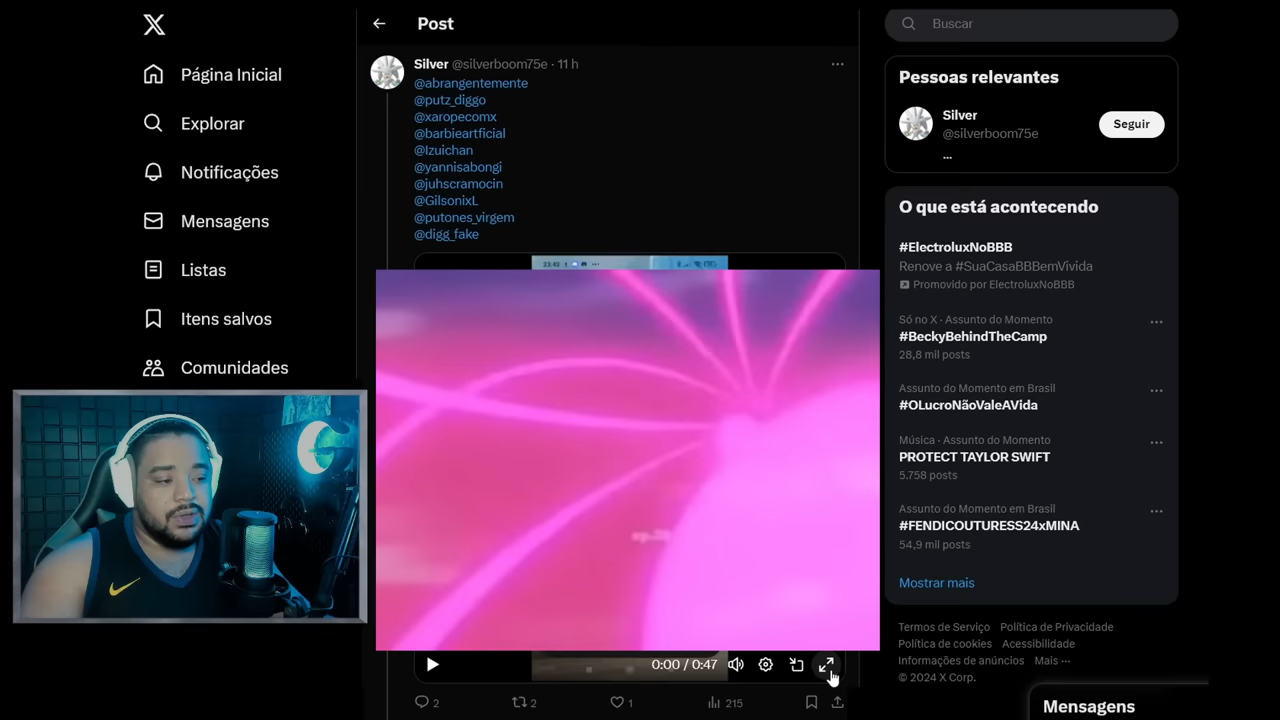 Página Inicial
Explorar
Notificações
Mensagens
Listas
Itens salvos
Comunidades
Post
Silver @silverboom75e · 11 h
@abrangentemente
@putz_diggo
@xaropecomx
@barbieartficial
@Izuichan
@yannisabongi
@juhscramocin
@GilsonixL
@putones_virgem
@digg_fake
23:43
0:00 / 0:47
2
2
1
215
Buscar
Pessoas relevantes
Silver
@silverboom75e
Seguir
...
O que está acontecendo
#ElectroluxNoBBB
Renove a #SuaCasaBBBemVivida
Promovido por ElectroluxNoBBB
Só no X · Assunto do Momento
#BeckyBehindTheCamp
28,8 mil posts
Assunto do Momento em Brasil
#OLucroNãoValeAVida
Música · Assunto do Momento
PROTECT TAYLOR SWIFT
5.758 posts
Assunto do Momento em Brasil
#FENDICOUTURESS24xMINA
54,9 mil posts
Mostrar mais
Termos de Serviço Política de Privacidade
Política de cookies Acessibilidade
Informações de anúncios Mais ···
© 2024 X Corp.
Mensagens